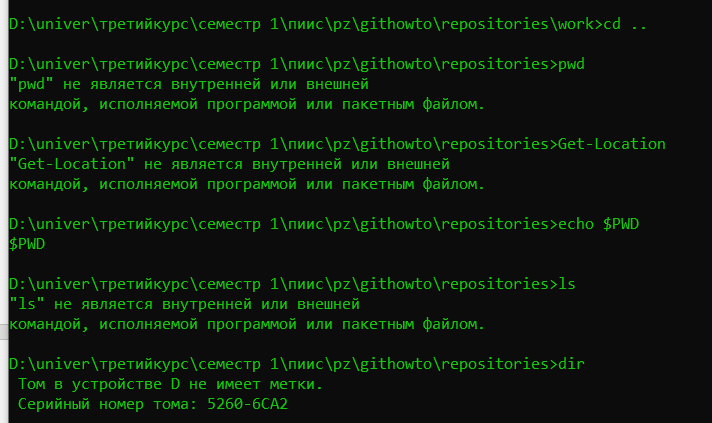 D:\univer\третийкурс\семестр 1\пиис\pz\githowto\repositories\work>cd ..
D:\univer\третийкурс\семестр 1\пиис\pz\githowto\repositories>pwd
"pwd" не является внутренней или внешней
командой, исполняемой программой или пакетным файлом.
D:\univer\третийкурс\семестр 1\пиис\pz\githowto\repositories>Get-Location
"Get-Location" не является внутренней или внешней
командой, исполняемой программой или пакетным файлом.
D:\univer\третийкурс\семестр 1\пиис\pz\githowto\repositories>echo $PWD
$PWD
D:\univer\третийкурс\семестр 1\пиис\pz\githowto\repositories>ls
"ls" не является внутренней или внешней
командой, исполняемой программой или пакетным файлом.
D:\univer\третийкурс\семестр 1\пиис\pz\githowto\repositories>dir
Том в устройстве D не имеет метки.
Серийный номер тома: 5260-6CA2